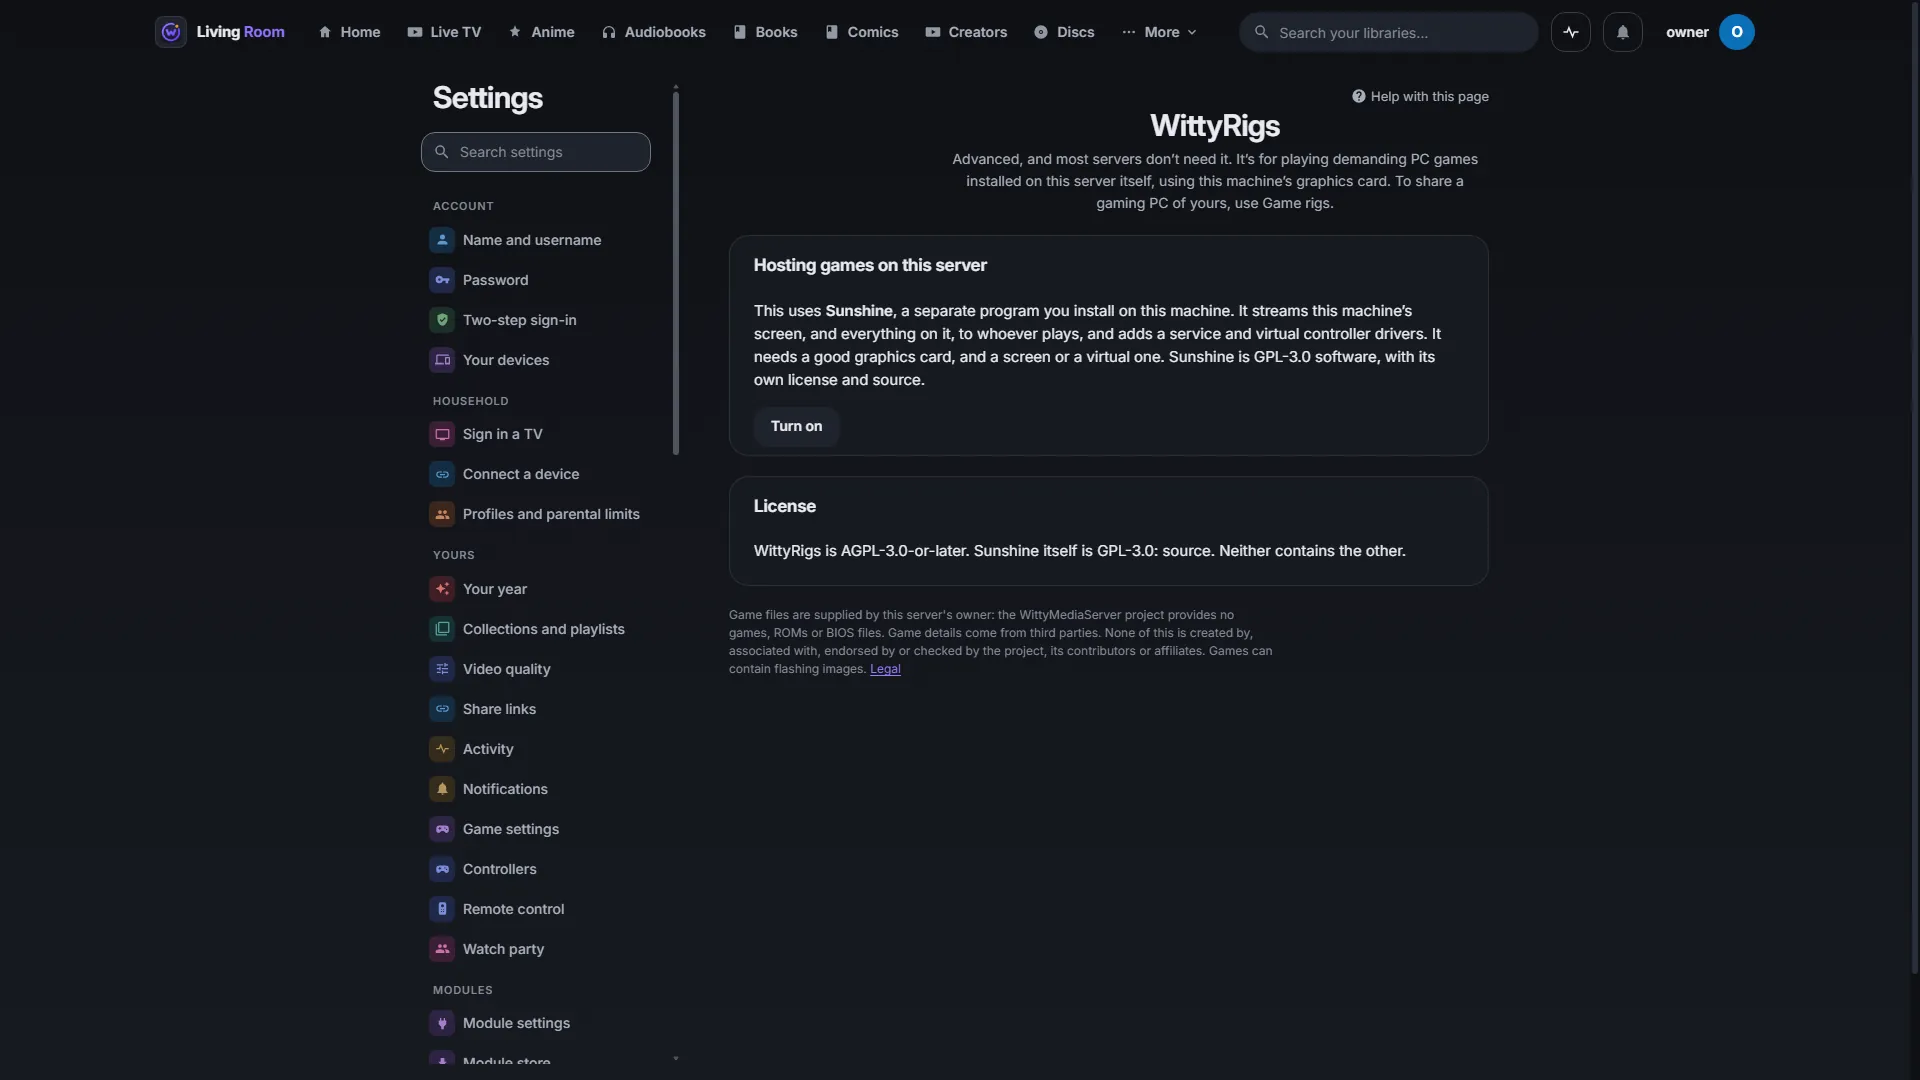 Living Room
Home
Live TV
Anime
Audiobooks
Books
Comics
Creators
Discs
More
Search your libraries...
owner
O
Settings
Search settings
ACCOUNT
Name and username
Password
Two-step sign-in
Your devices
HOUSEHOLD
Sign in a TV
Connect a device
Profiles and parental limits
YOURS
Your year
Collections and playlists
Video quality
Share links
Activity
Notifications
Game settings
Controllers
Remote control
Watch party
MODULES
Module settings
Module store
Help with this page
WittyRigs
Advanced, and most servers don’t need it. It’s for playing demanding PC games
installed on this server itself, using this machine’s graphics card. To share a
gaming PC of yours, use Game rigs.
Hosting games on this server
This uses Sunshine, a separate program you install on this machine. It streams this machine’s
screen, and everything on it, to whoever plays, and adds a service and virtual controller drivers. It
needs a good graphics card, and a screen or a virtual one. Sunshine is GPL-3.0 software, with its
own license and source.
Turn on
License
WittyRigs is AGPL-3.0-or-later. Sunshine itself is GPL-3.0: source. Neither contains the other.
Game files are supplied by this server's owner: the WittyMediaServer project provides no
games, ROMs or BIOS files. Game details come from third parties. None of this is created by,
associated with, endorsed by or checked by the project, its contributors or affiliates. Games can
contain flashing images. Legal